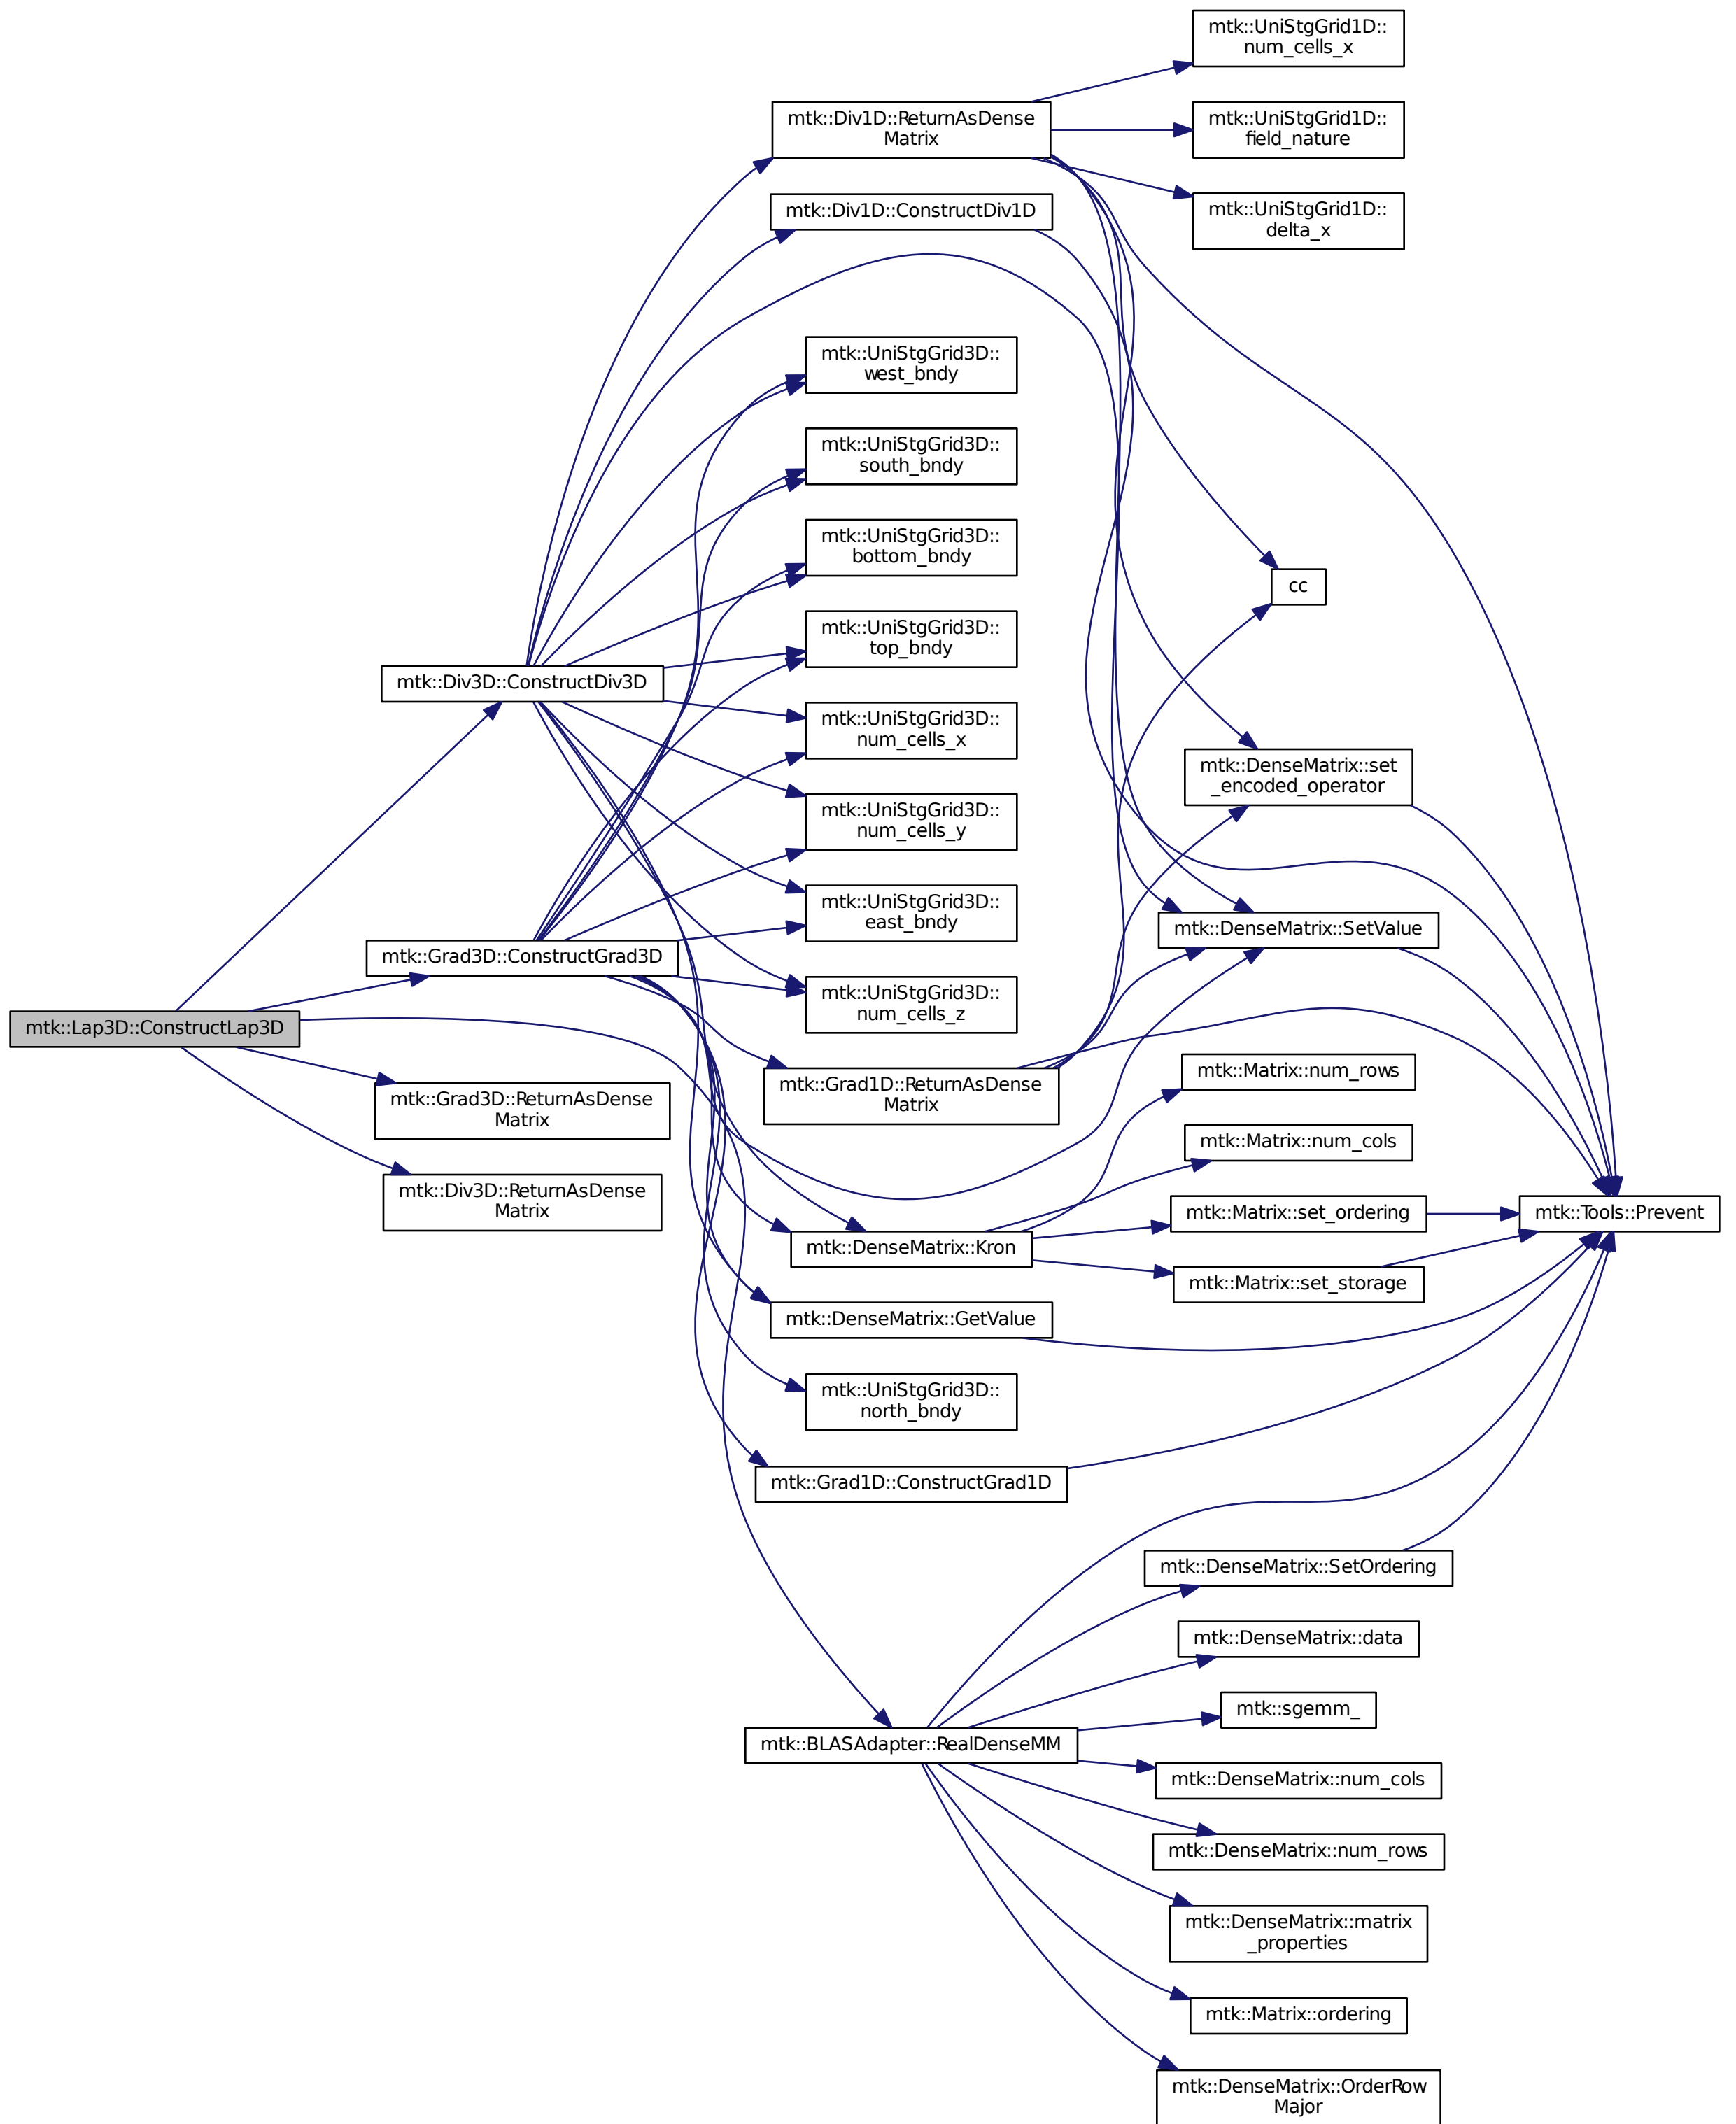 mtk::UniStgGrid1D::
num_cells_x
mtk::Div1D::ReturnAsDense
Matrix
mtk::UniStgGrid1D::
field_nature
mtk::Div1D::ConstructDiv1D
mtk::UniStgGrid1D::
delta_x
mtk::UniStgGrid3D::
west_bndy
mtk::UniStgGrid3D::
south_bndy
mtk::UniStgGrid3D::
bottom_bndy
cc
mtk::UniStgGrid3D::
top_bndy
mtk::Div3D::ConstructDiv3D
mtk::UniStgGrid3D::
num_cells_x
mtk::DenseMatrix::set
_encoded_operator
mtk::UniStgGrid3D::
num_cells_y
mtk::UniStgGrid3D::
east_bndy
mtk::DenseMatrix::SetValue
mtk::Grad3D::ConstructGrad3D
mtk::UniStgGrid3D::
num_cells_z
mtk::Lap3D::ConstructLap3D
mtk::Matrix::num_rows
mtk::Grad1D::ReturnAsDense
Matrix
mtk::Grad3D::ReturnAsDense
Matrix
mtk::Matrix::num_cols
mtk::Div3D::ReturnAsDense
Matrix
mtk::Matrix::set_ordering
mtk::Tools::Prevent
mtk::DenseMatrix::Kron
mtk::Matrix::set_storage
mtk::DenseMatrix::GetValue
mtk::UniStgGrid3D::
north_bndy
mtk::Grad1D::ConstructGrad1D
mtk::DenseMatrix::SetOrdering
mtk::DenseMatrix::data
mtk::sgemm_
mtk::BLASAdapter::RealDenseMM
mtk::DenseMatrix::num_cols
mtk::DenseMatrix::num_rows
mtk::DenseMatrix::matrix
_properties
mtk::Matrix::ordering
mtk::DenseMatrix::OrderRow
Major